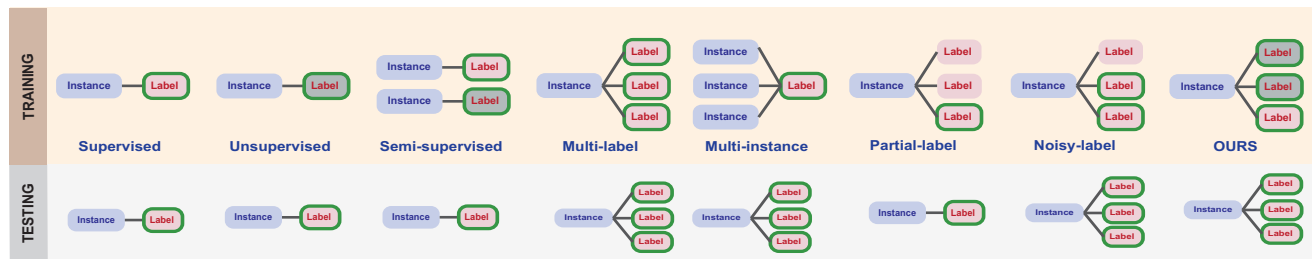 TRAINING
Instance Label
Supervised
Instance Label
Unsupervised
Instance Label
Instance Label
Semi-supervised
Instance Label
Label
Label
Multi-label
Instance
Instance Label
Instance
Multi-instance
Label
Instance Label
Label
Partial-label
Label
Instance Label
Label
Noisy-label
Label
Instance Label
Label
OURS
TESTING
Instance Label
Instance Label
Instance Label
Label
Instance Label
Label
Label
Instance Label
Label
Instance Label
Label
Instance Label
Label
Label
Instance Label
Label